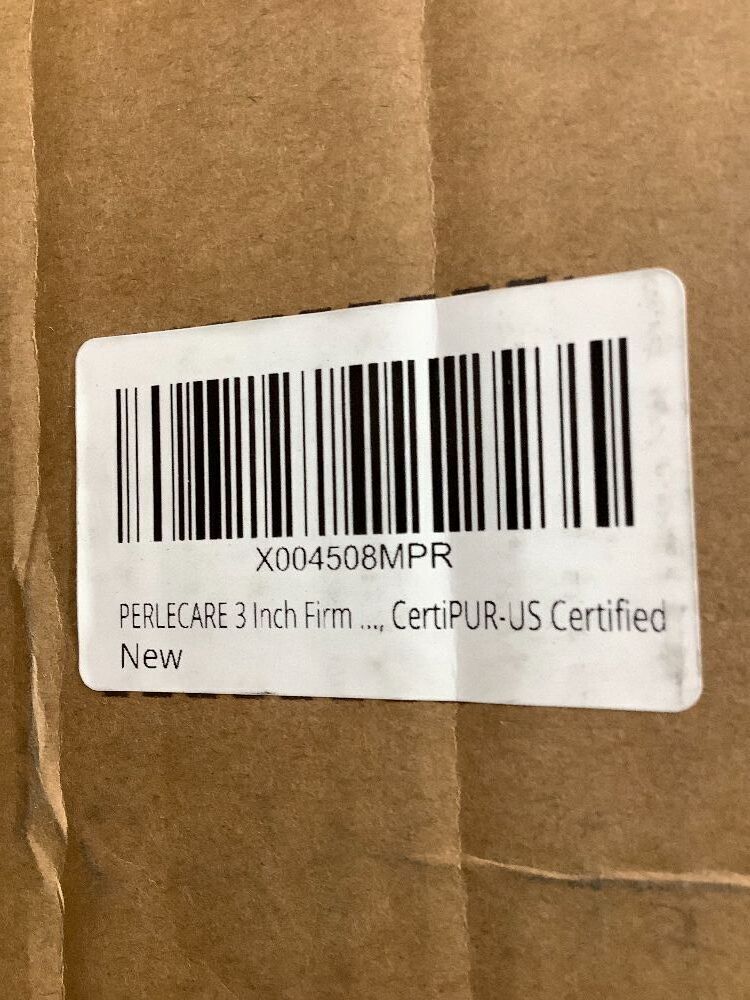 X004508MPR
PERLECARE 3 Inch Firm ..., CertiPUR-US Certified
New